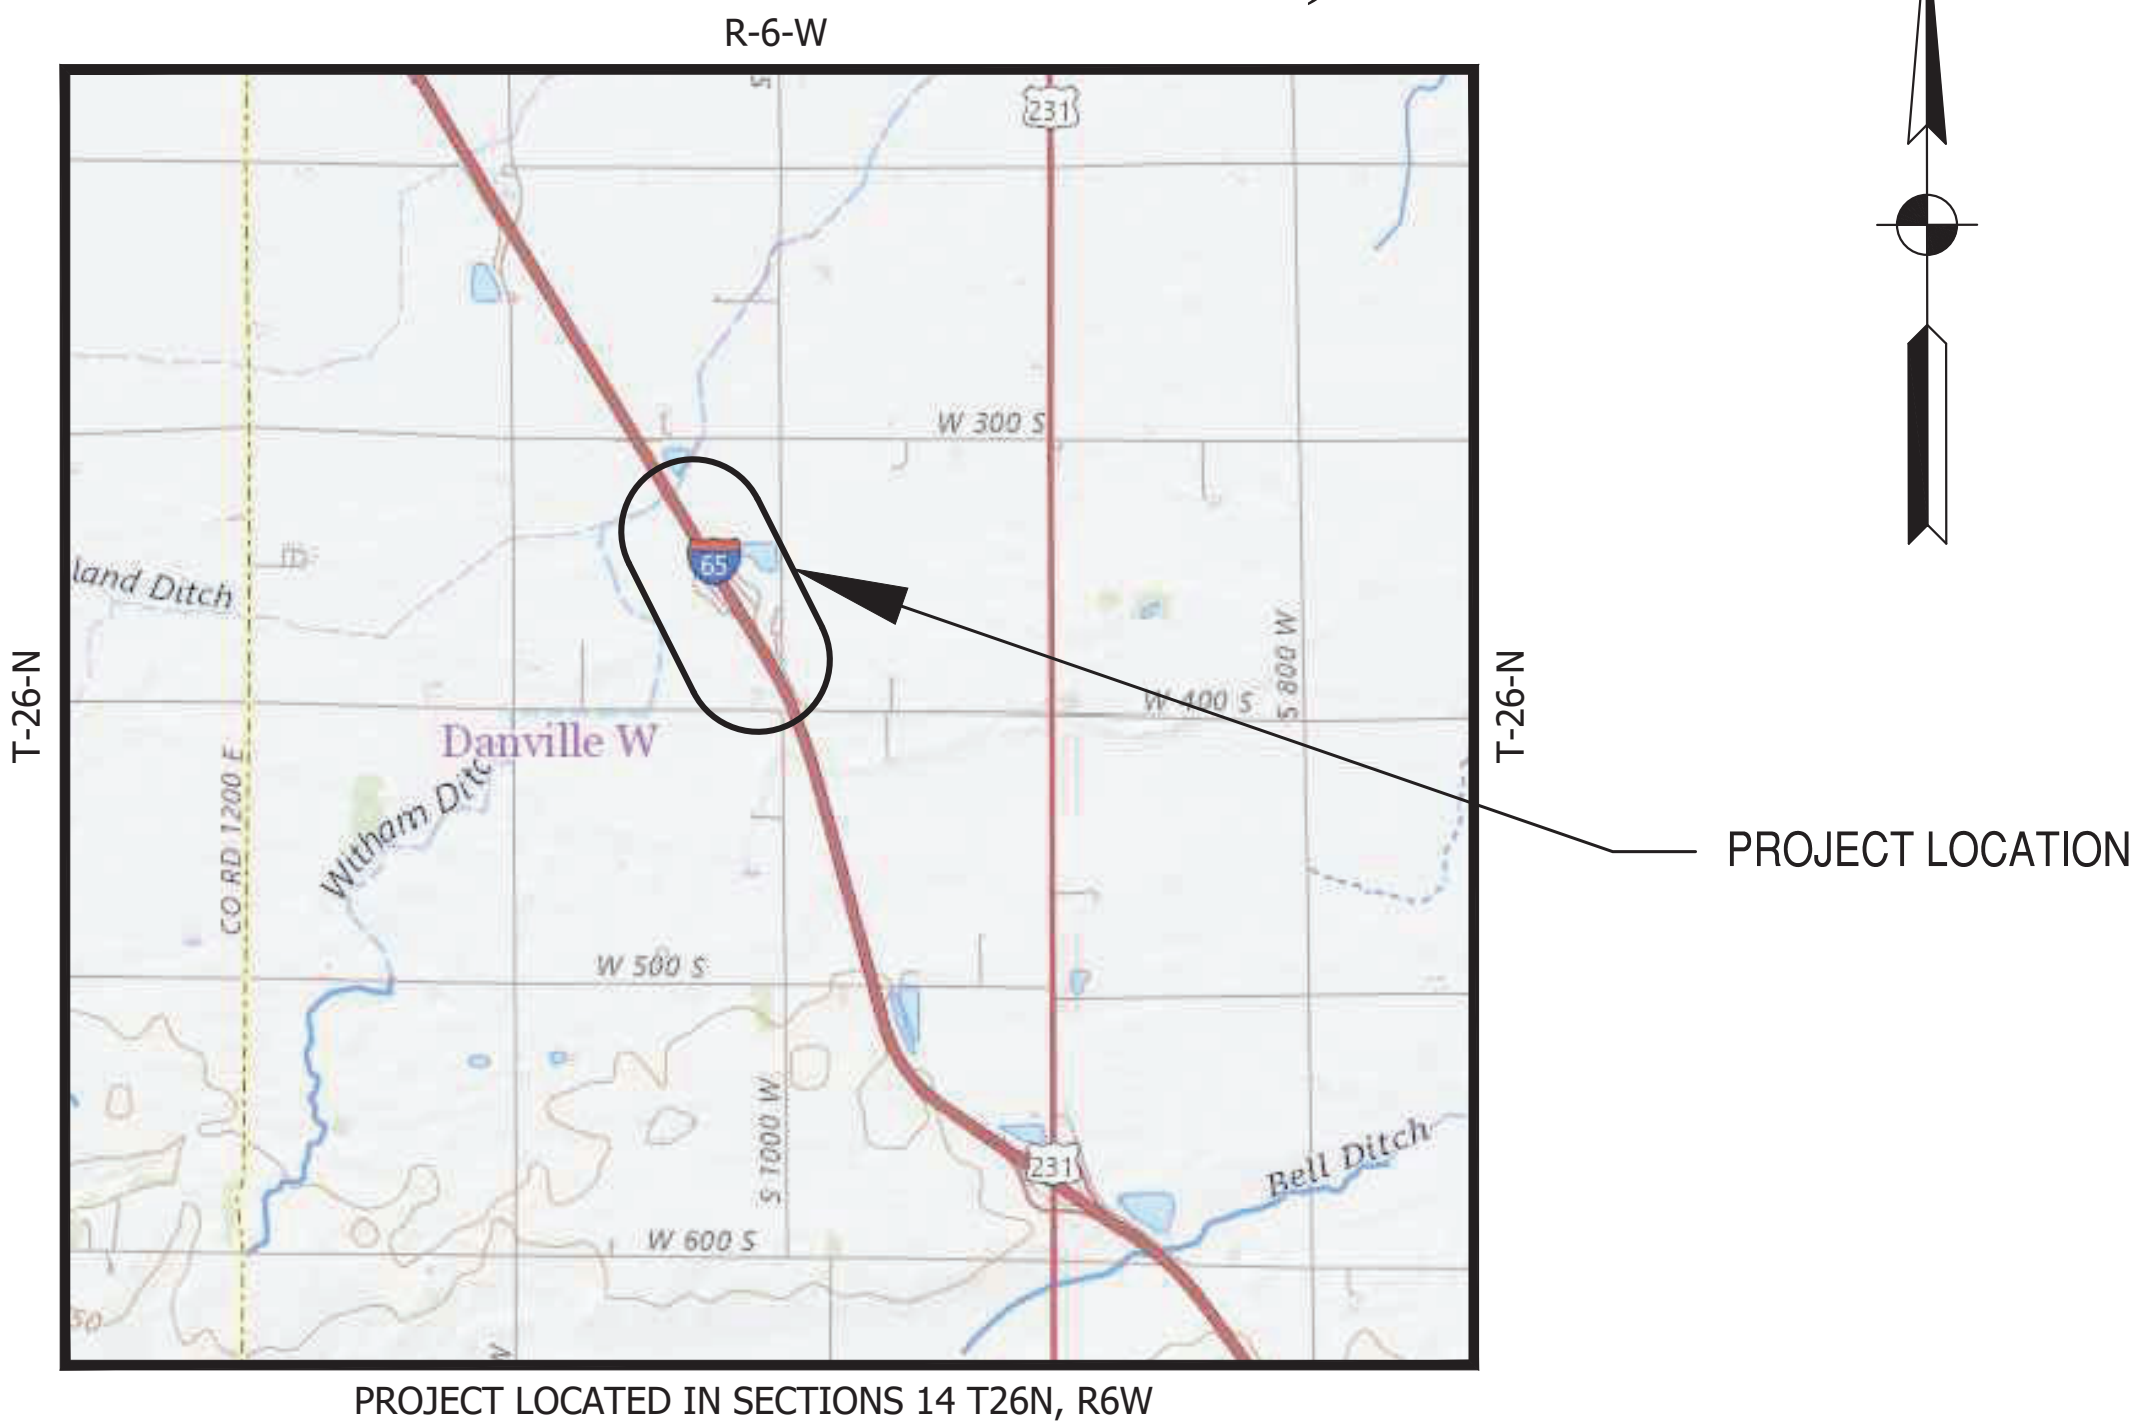 R-6-W
S
231
W 300 S
65
land Ditch
S 800 W
T-26-N
T-26-N
W 400 S
Danville W
Witham Ditc
CO RD 1200 E
PROJECT LOCATION
W 500 S
S 1000 W
231
Bell Ditch
W 600 S
50
W
PROJECT LOCATED IN SECTIONS 14 T26N, R6W